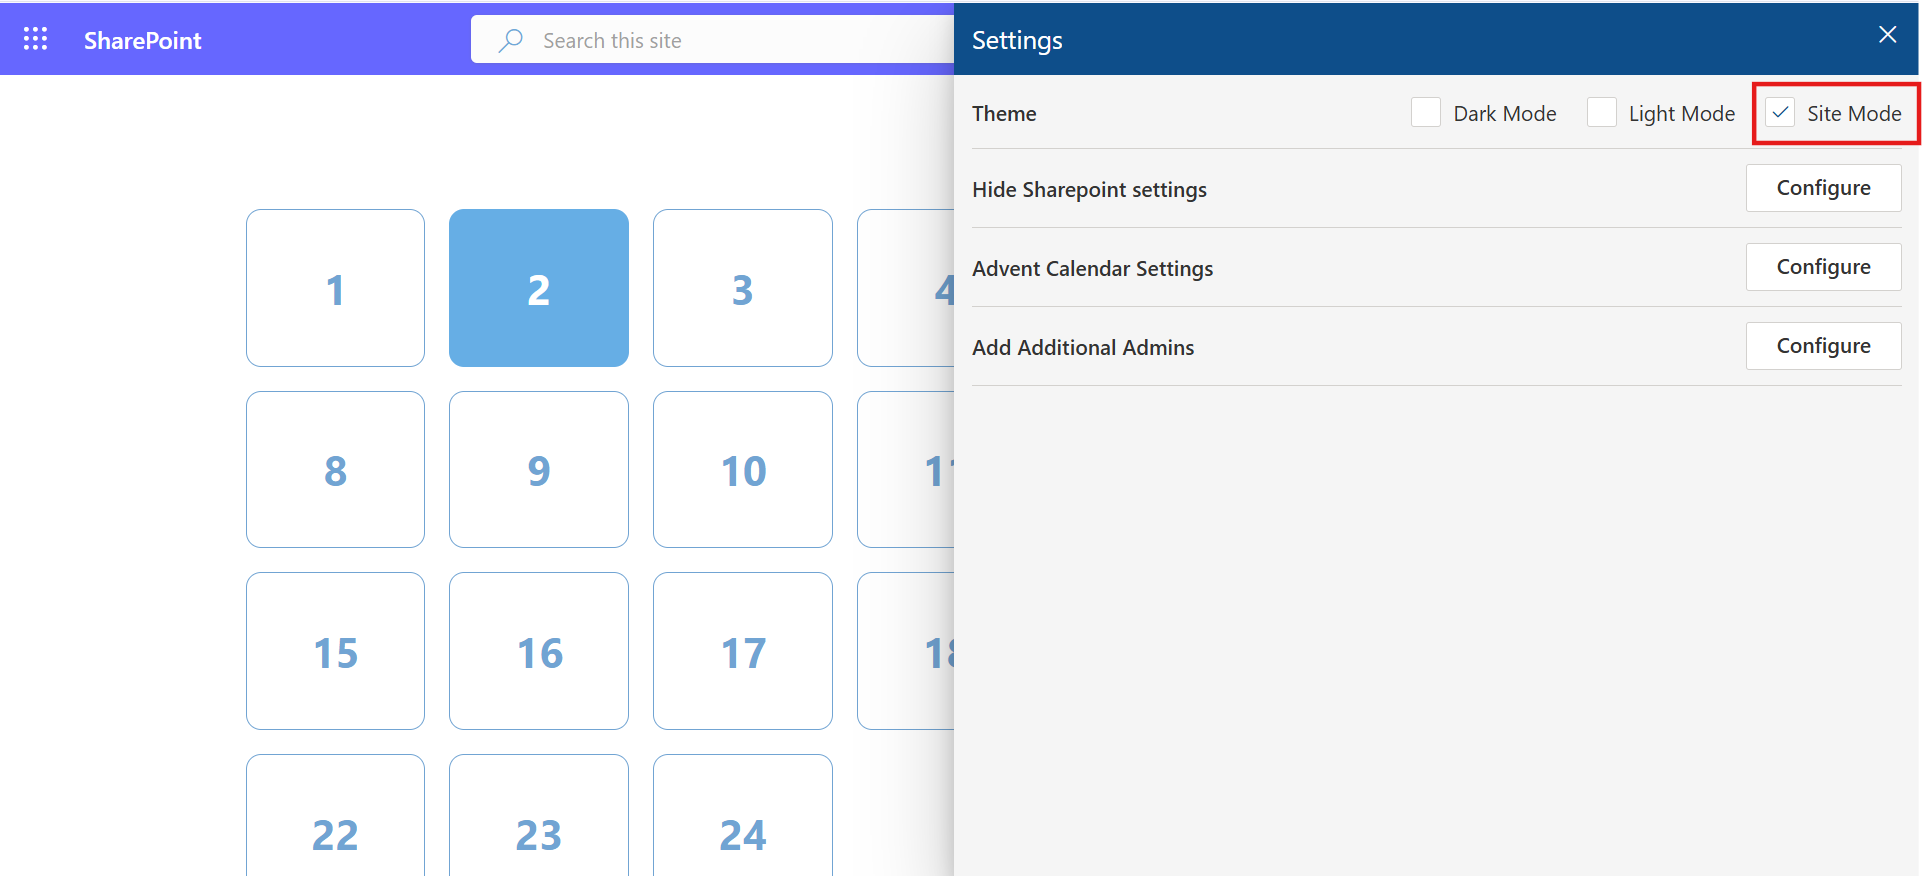 SharePoint
Search this site
Settings
Theme
Dark Mode
Light Mode
Site Mode
Hide Sharepoint settings
Configure
Advent Calendar Settings
Configure
Add Additional Admins
Configure
1 2 3 4
8 9 10 11
15 16 17 18
22 23 24